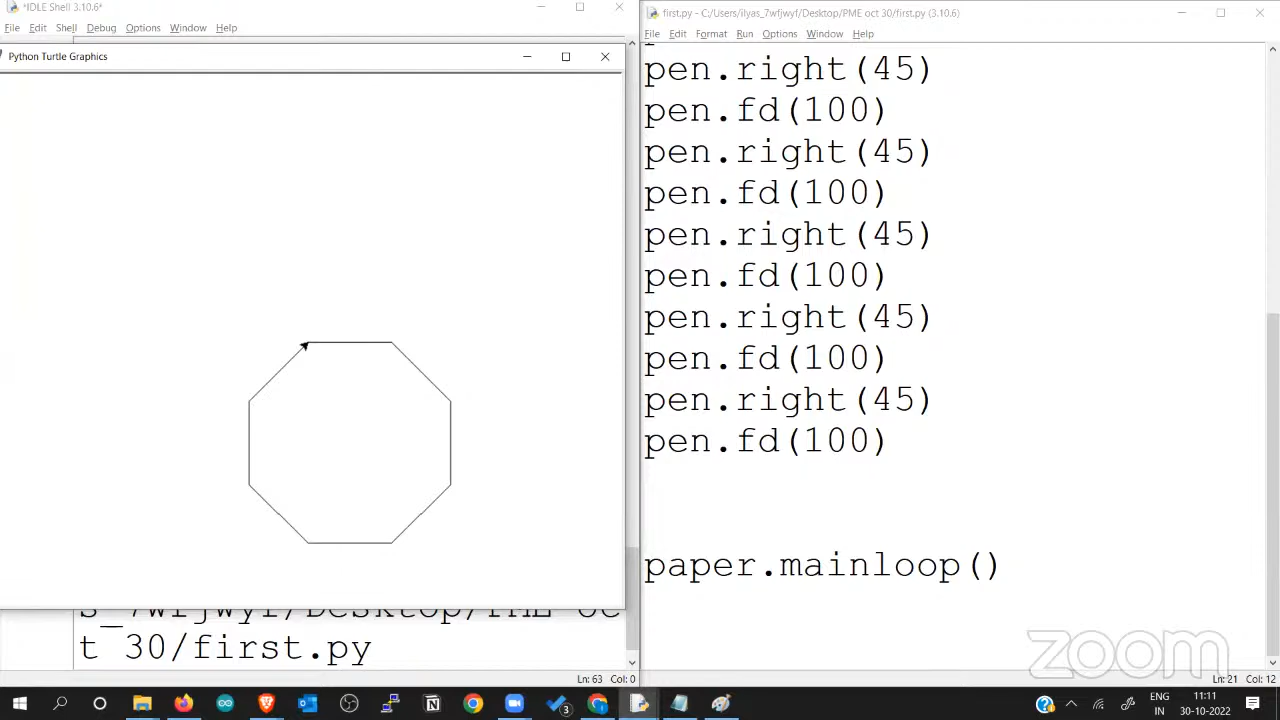 *IDLE Shell 3.10.6*
File Edit Shell Debug Options Window Help
Python Turtle Graphics
t_30/first.py
Ln: 63 Col: 0
first.py - C:/Users/ilyas_7wfjwyf/Desktop/PME oct 30/first.py (3.10.6)
File Edit Format Run Options Window Help
pen.right(45)
pen.fd(100)
pen.right(45)
pen.fd(100)
pen.right(45)
pen.fd(100)
pen.right(45)
pen.fd(100)
pen.right(45)
pen.fd(100)
paper.mainloop()
zoom
Ln: 21 Col: 12
ENG
IN
11:11
30-10-2022